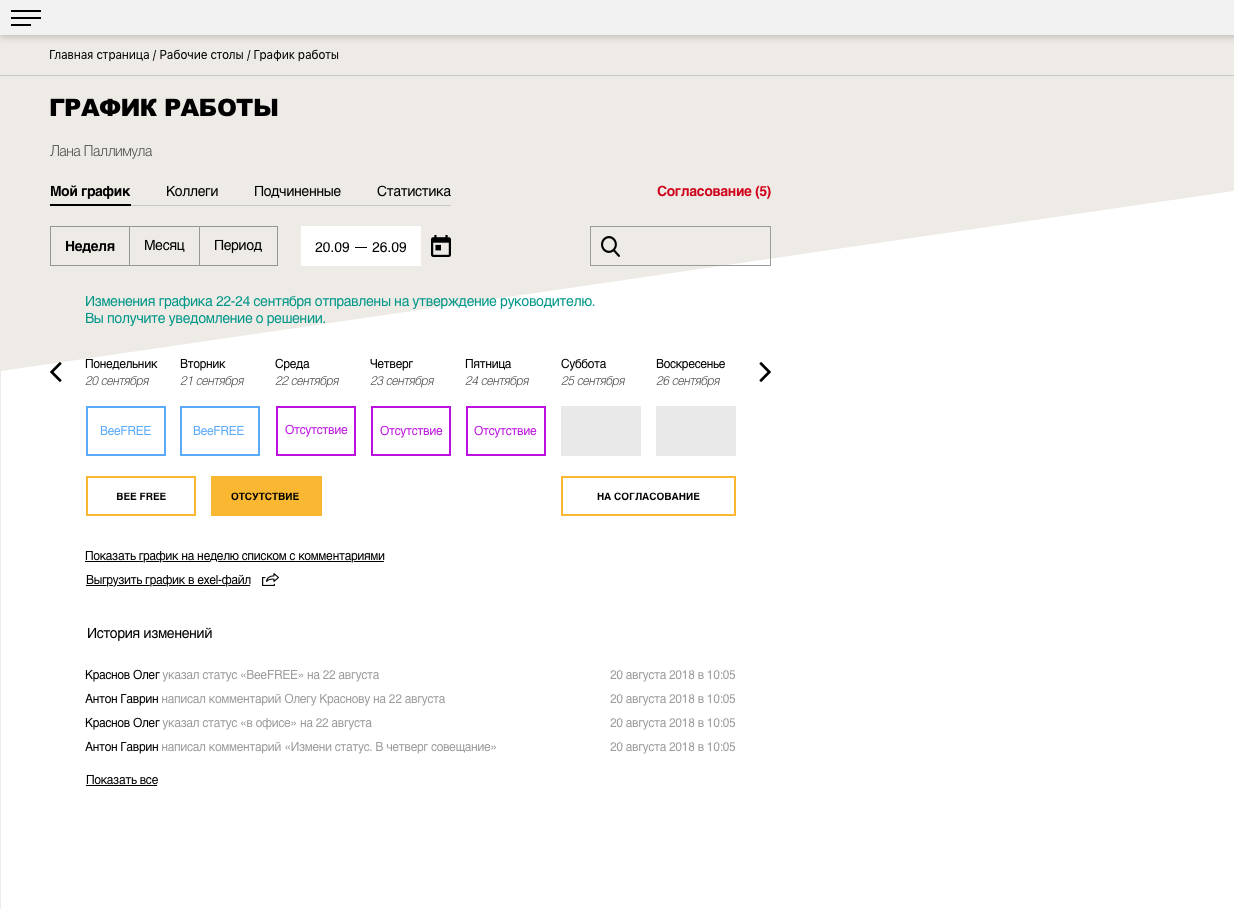 Главная страница / Рабочие столы / График работы
ГРАФИК РАБОТЫ
Лана Паллимула
Мой график Коллеги Подчиненные Статистика Согласование (5)
Неделя Месяц Период 20.09 — 26.09
Изменения графика 22-24 сентября отправлены на утверждение руководителю.
Вы получите уведомление о решении.
Понедельник Вторник Среда Четверг Пятница Суббота Воскресенье
20 сентября 21 сентября 22 сентября 23 сентября 24 сентября 25 сентября 26 сентября
BeeFREE BeeFREE Отсутствие Отсутствие Отсутствие
BEE FREE ОТСУТСТВИЕ НА СОГЛАСОВАНИЕ
Показать график на неделю списком с комментариями
Выгрузить график в exel-файл
История изменений
Краснов Олег указал статус «BeeFREE» на 22 августа 20 августа 2018 в 10:05
Антон Гаврин написал комментарий Олегу Краснову на 22 августа 20 августа 2018 в 10:05
Краснов Олег указал статус «в офисе» на 22 августа 20 августа 2018 в 10:05
Антон Гаврин написал комментарий «Измени статус. В четверг совещание» 20 августа 2018 в 10:05
Показать все